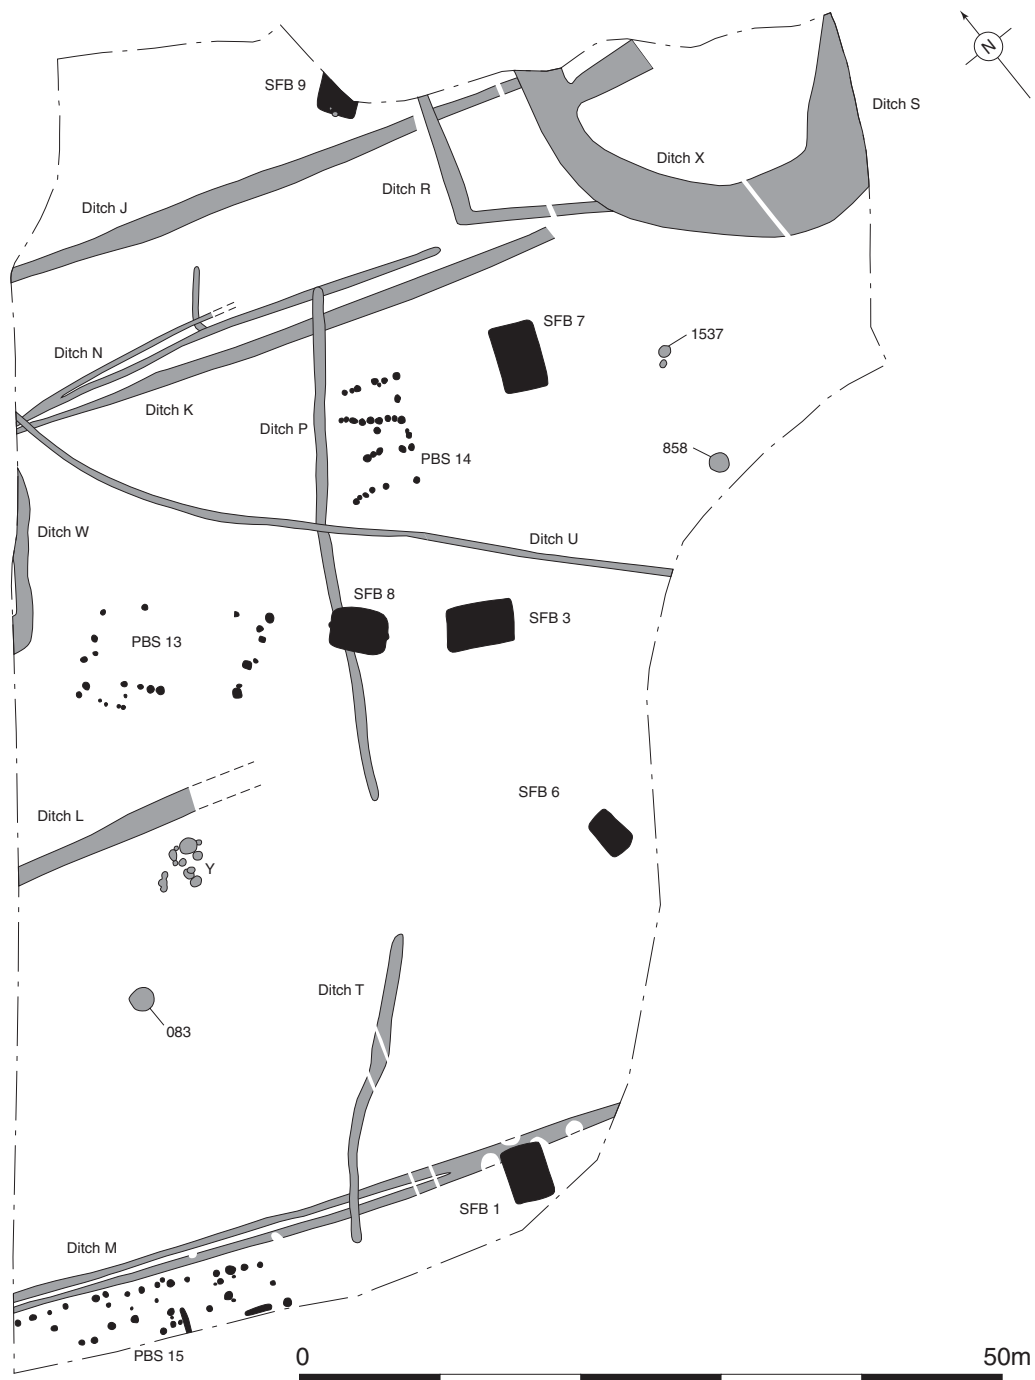 N
SFB 9
Ditch S
Ditch X
Ditch R
Ditch J
SFB 7
1537
Ditch N
Ditch K
Ditch P
PBS 14
858
Ditch W
Ditch U
SFB 8
SFB 3
PBS 13
SFB 6
Ditch L
Y
Ditch T
083
SFB 1
Ditch M
PBS 15
0 50m